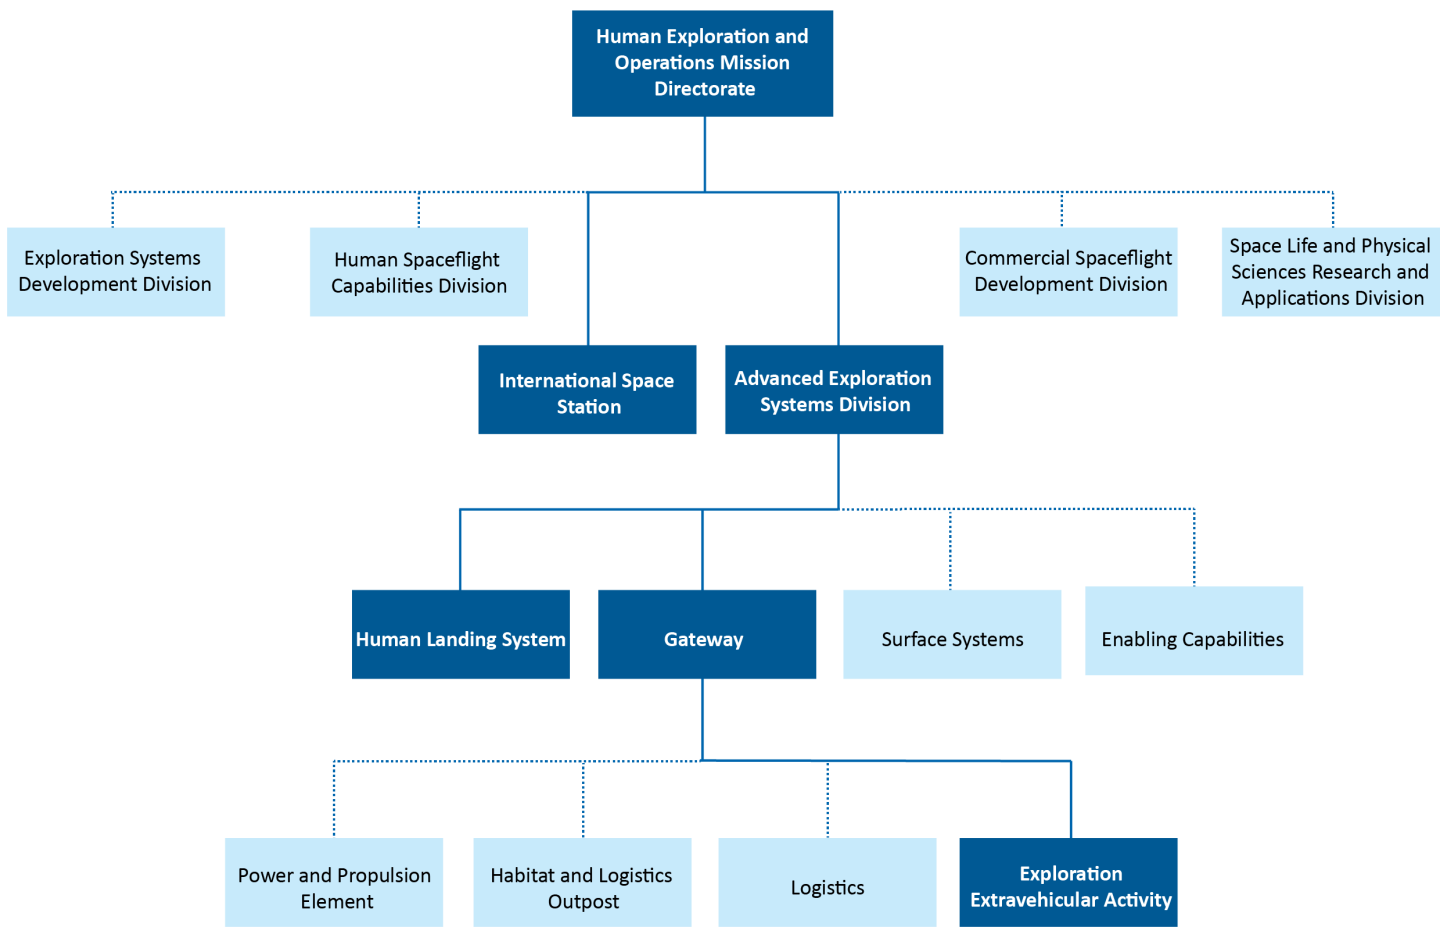 Human Exploration and
Operations Mission
Directorate
Exploration Systems
Development Division
Human Spaceflight
Capabilities Division
Commercial Spaceflight
Development Division
Space Life and Physical
Sciences Research and
Applications Division
International Space
Station
Advanced Exploration
Systems Division
Human Landing System
Gateway
Surface Systems
Enabling Capabilities
Power and Propulsion
Element
Habitat and Logistics
Outpost
Logistics
Exploration
Extravehicular Activity